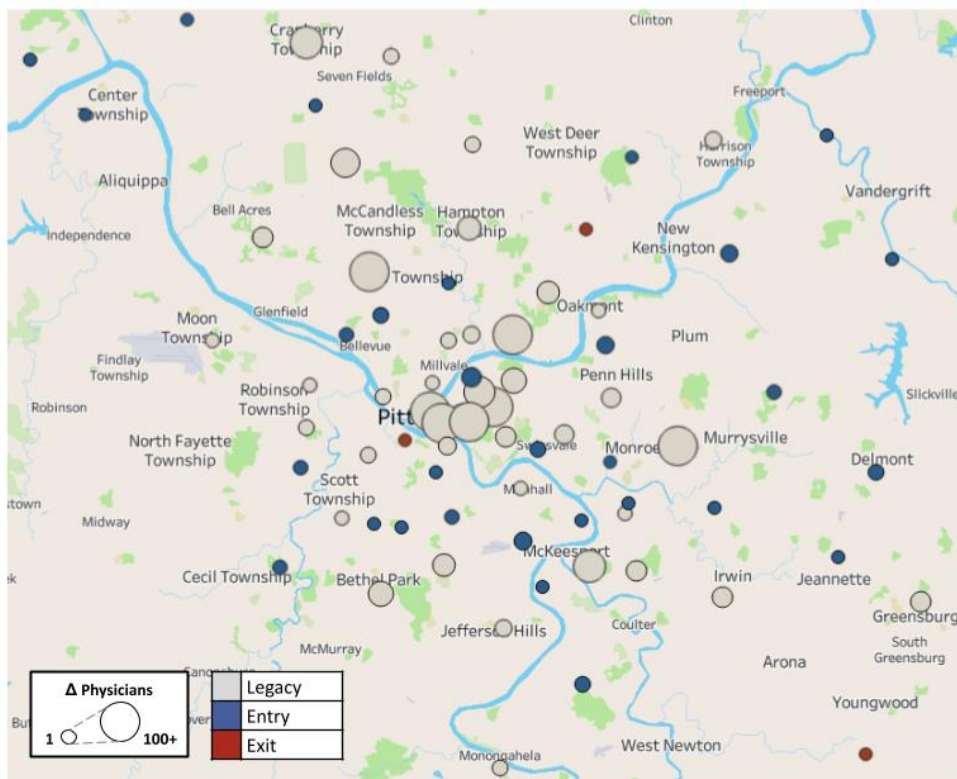 Clinton
Cranberry
Township
Seven Fields
Center
Township
Freeport
West Deer
Township
Harrison
Township
Aliquippa
Vandergrift
Bell Acres
McCandless
Township
Hampton
Township
Independence
New
Kensington
Township
Oakmont
Glenfield
Moon
Township
Bellevue
Plum
Findlay
Township
Millvale
Penn Hills
Robinson
Township
Slickville
Robinson
Pitt
North Fayette
Township
Swissvale
Monroe
Murrysville
Delmont
Scott
Township
Munhall
stown
Midway
McKeesport
ek
Cecil Township
Bethel Park
Irwin
Jeannette
Greensburg
Jefferson Hills
Coulter
McMurray
South
Greensburg
Arona
Canonsburg
Δ Physicians
1
100+
Legacy
Entry
Exit
Youngwood
West Newton
Monongahela